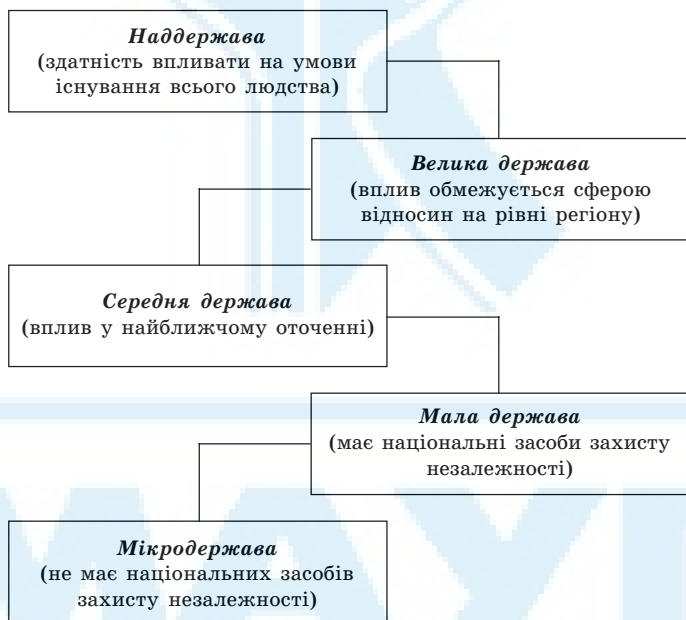 Наддержава
(здатність впливати на умови
існування всього людства)
Велика держава
(вплив обмежується сферою
відносин на рівні регіону)
Середня держава
(вплив у найближчому оточенні)
Мала держава
(має національні засоби захисту
незалежності)
Мікродержава
(не має національних засобів
захисту незалежності)